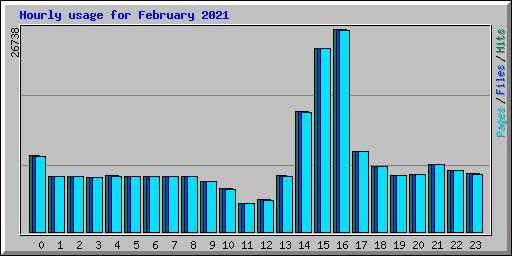 Hourly usage for February 2021
26738
Pages / Files / Hits
0 1 2 3 4 5 6 7 8 9 10 11 12 13 14 15 16 17 18 19 20 21 22 23